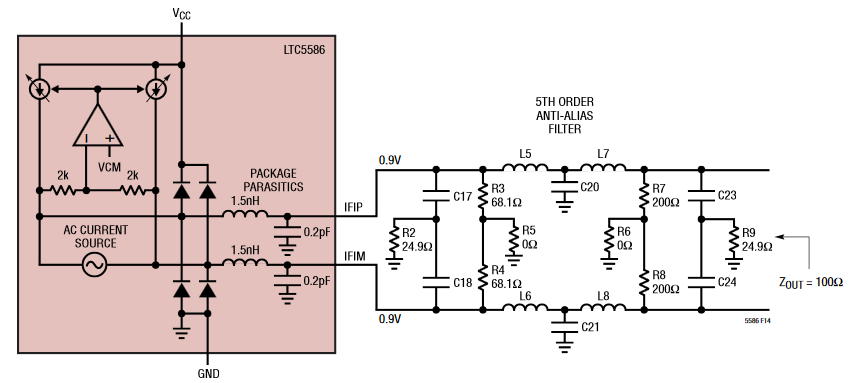 VCC
LTC5586
VCM
2k
2k
PACKAGE
PARASITICS
1.5nH
IFIP
0.2pF
AC CURRENT
SOURCE
1.5nH
IFIM
0.2pF
GND
5TH ORDER
ANTI-ALIAS
FILTER
0.9V
L5
L7
C17
R3
68.1Ω
C20
R7
200Ω
C23
R2
24.9Ω
R5
0Ω
R6
0Ω
R9
24.9Ω
C18
R4
68.1Ω
R8
200Ω
C24
ZOUT = 100Ω
L6
L8
0.9V
C21
5586 F14